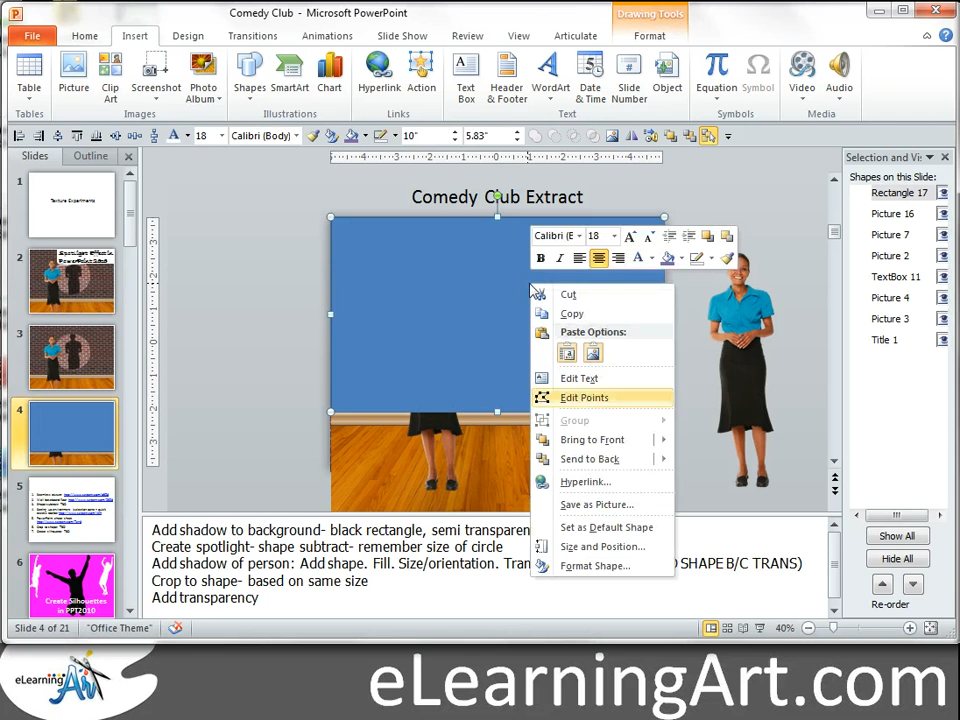 Comedy Club - Microsoft PowerPoint
Drawing Tools
File Home Insert Design Transitions Animations Slide Show Review View Articulate Format
Table Picture Clip Art Screenshot Photo Album Shapes SmartArt Chart Hyperlink Action Text Box Header & Footer WordArt Date & Time Slide Number Object Equation Symbol Video Audio
Tables Images Illustrations Links Text Symbols Media
18 Calibri (Body) 10" 5.83"
Slides Outline
Selection and Vis
Shapes on this Slide:
Rectangle 17
Picture 16
Picture 7
Picture 2
TextBox 11
Picture 4
Picture 3
Title 1
Show All
Hide All
Re-order
1
Texture Experiments
2
3
4
5
6
Create Silhouettes
in PPT2010
Comedy Club Extract
Calibri (E 18
Cut
Copy
Paste Options:
Edit Text
Edit Points
Group
Bring to Front
Send to Back
Hyperlink...
Save as Picture...
Set as Default Shape
Size and Position...
Format Shape...
Add shadow to background- black rectangle, semi transparen
Create spotlight- shape subtract- remember size of circle
Add shadow of person: Add shape. Fill. Size/orientation. Tran SHAPE B/C TRANS)
Crop to shape- based on same size
Add transparency
Slide 4 of 21 "Office Theme" 40%
eLearning Art
eLearningArt.com